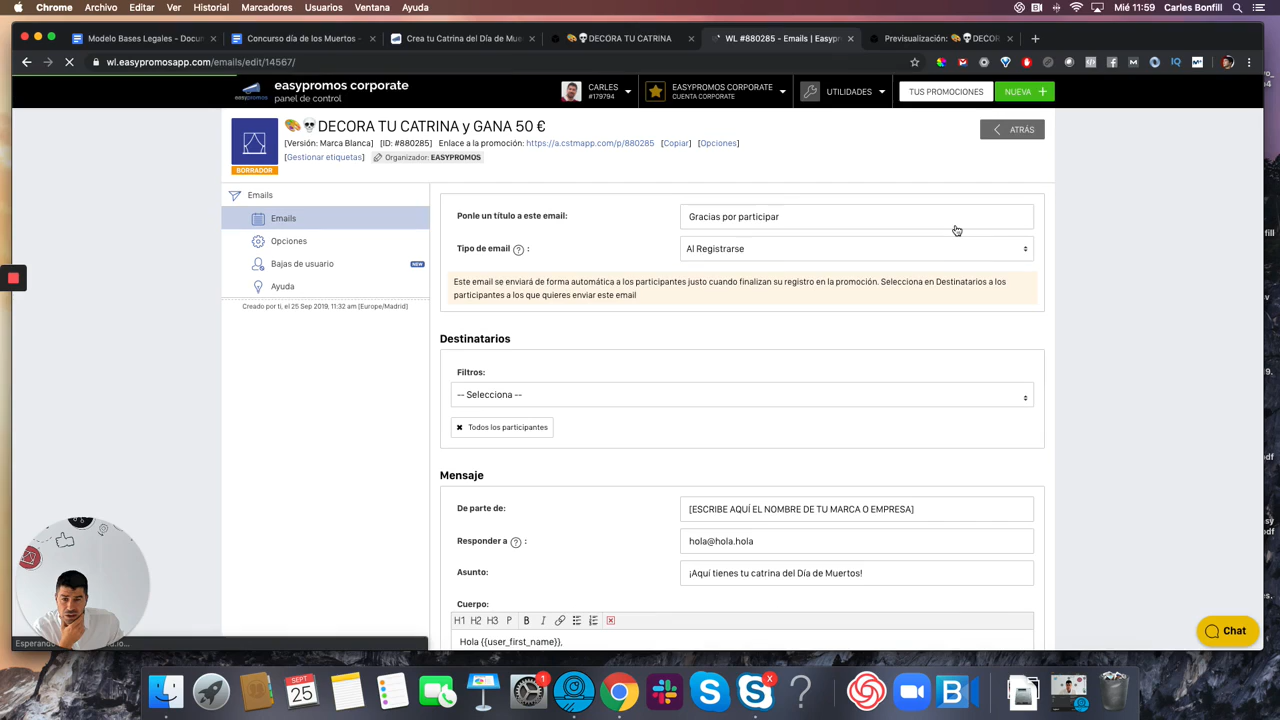 Chrome Archivo Editar Ver Historial Marcadores Usuarios Ventana Ayuda
Mié 11:59 Carles Bonfill
Modelo Bases Legales - Docum
Concurso día de los Muertos -
Crea tu Catrina del Día de Mue
DECORA TU CATRINA
WL #880285 - Emails | Easypr
Previsualización: DECOR
wl.easypromosapp.com/emails/edit/14567/
easypromos corporate
panel de control
CARLES
#179794
EASYPROMOS CORPORATE
CUENTA CORPORATE
UTILIDADES
TUS PROMOCIONES
NUEVA +
DECORA TU CATRINA y GANA 50 €
[Versión: Marca Blanca] [ID: #880285] Enlace a la promoción: https://a.cstmapp.com/p/880285 [Copiar] [Opciones]
[Gestionar etiquetas] Organizador: EASYPROMOS
BORRADOR
ATRÁS
Emails
Emails
Opciones
Bajas de usuario NEW
Ayuda
Creado por ti, el 25 Sep 2019, 11:32 am [Europe/Madrid]
Ponle un título a este email: Gracias por participar
Tipo de email ? : Al Registrarse
Este email se enviará de forma automática a los participantes justo cuando finalizan su registro en la promoción. Selecciona en Destinatarios a los
participantes a los que quieres enviar este email
Destinatarios
Filtros:
-- Selecciona --
Todos los participantes
Mensaje
De parte de: [ESCRIBE AQUÍ EL NOMBRE DE TU MARCA O EMPRESA]
Responder a ? : hola@hola.hola
Asunto: ¡Aquí tienes tu catrina del Día de Muertos!
Cuerpo:
H1 H2 H3 P B I
Hola {{user_first_name}},
Chat
SEPT
25
1
X